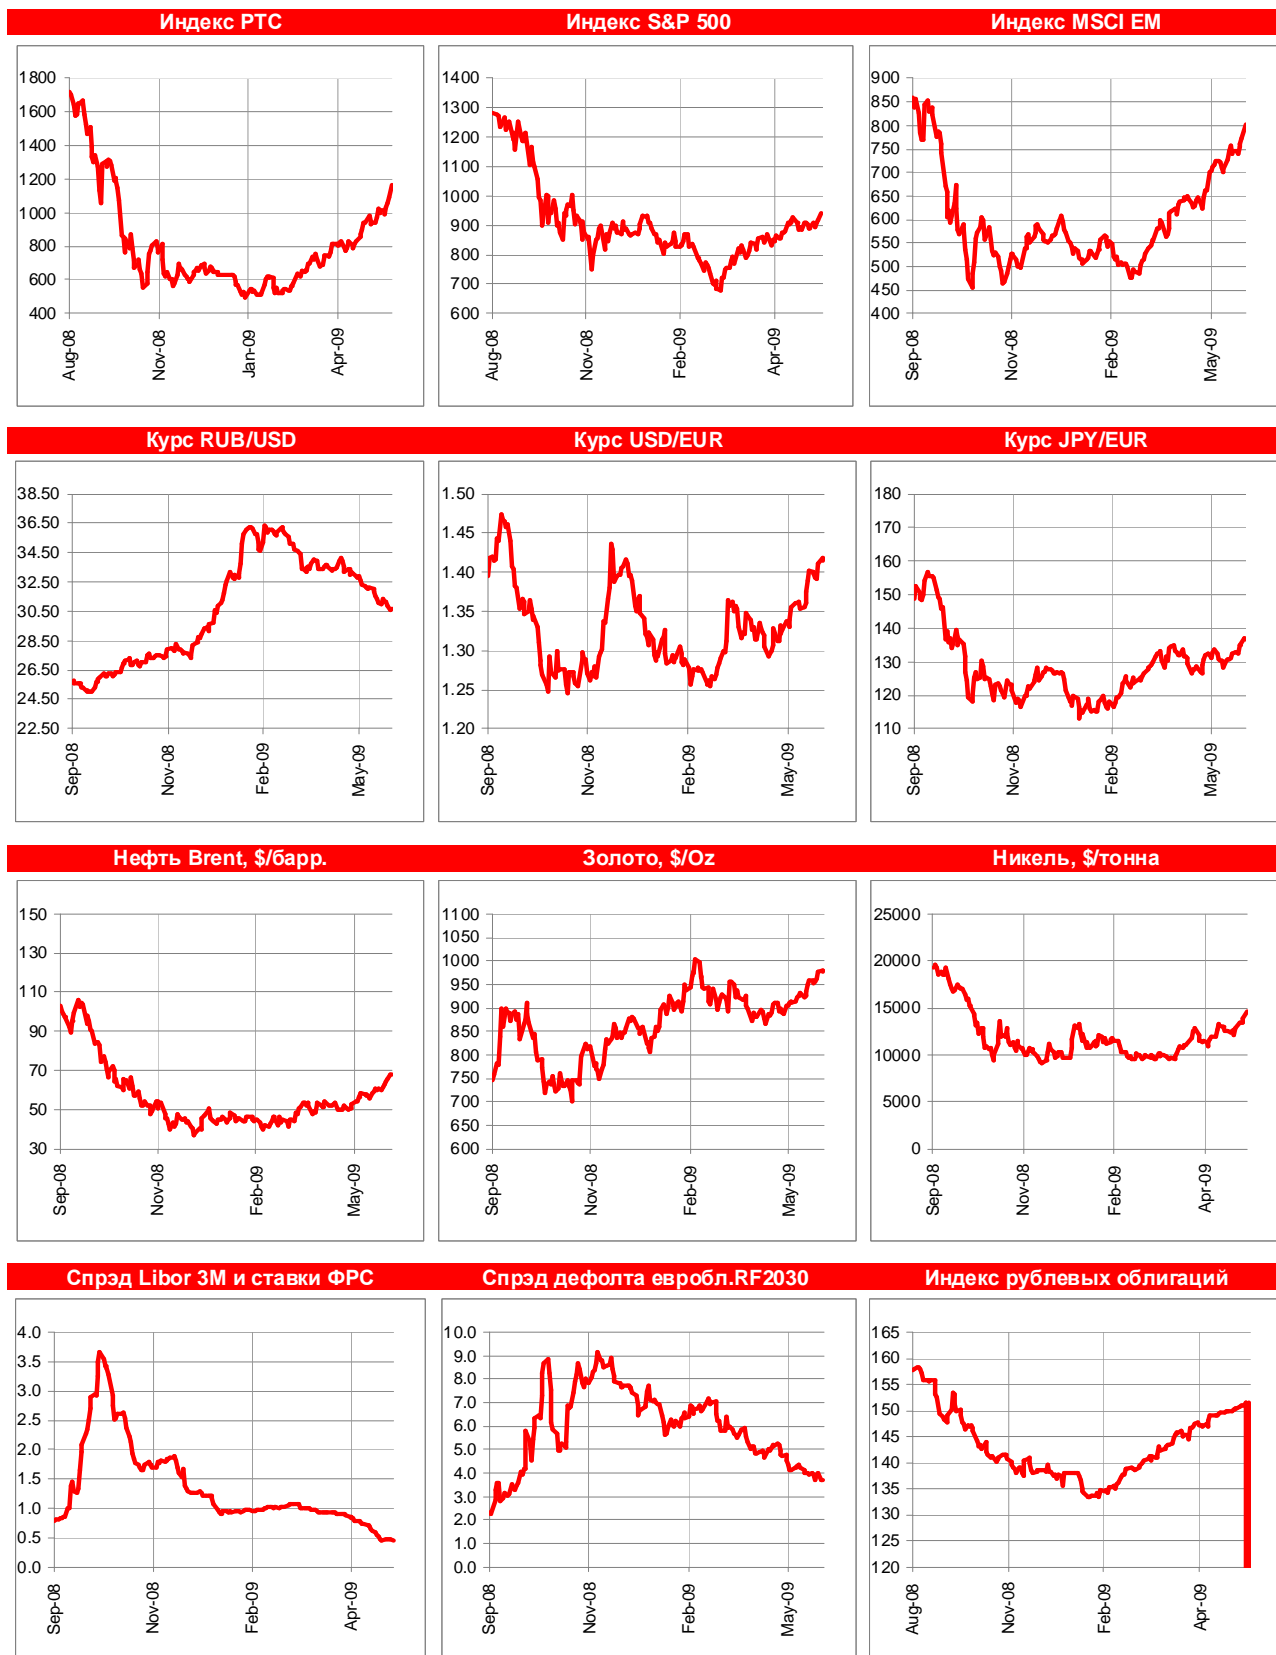 Индекс РТС
1800
1600
1400
1200
1000
800
600
400
Aug-08
Nov-08
Jan-09
Apr-09
Индекс S&P 500
1400
1300
1200
1100
1000
900
800
700
600
Aug-08
Nov-08
Feb-09
Apr-09
Индекс MSCI EM
900
850
800
750
700
650
600
550
500
450
400
Sep-08
Nov-08
Feb-09
May-09
Курс RUB/USD
38.50
36.50
34.50
32.50
30.50
28.50
26.50
24.50
22.50
Sep-08
Nov-08
Feb-09
May-09
Курс USD/EUR
1.50
1.45
1.40
1.35
1.30
1.25
1.20
Sep-08
Nov-08
Feb-09
May-09
Курс JPY/EUR
180
170
160
150
140
130
120
110
Sep-08
Nov-08
Feb-09
May-09
Нефть Brent, $/барр.
150
130
110
90
70
50
30
Sep-08
Nov-08
Feb-09
May-09
Золото, $/Oz
1100
1050
1000
950
900
850
800
750
700
650
600
Sep-08
Nov-08
Feb-09
May-09
Никель, $/тонна
25000
20000
15000
10000
5000
0
Sep-08
Nov-08
Feb-09
Apr-09
Спрэд Libor 3M и ставки ФРС
4.0
3.5
3.0
2.5
2.0
1.5
1.0
0.5
0.0
Sep-08
Nov-08
Feb-09
Apr-09
Спрэд дефолта евробл.RF2030
10.0
9.0
8.0
7.0
6.0
5.0
4.0
3.0
2.0
1.0
0.0
Sep-08
Nov-08
Feb-09
May-09
Индекс рублевых облигаций
165
160
155
150
145
140
135
130
125
120
Aug-08
Nov-08
Feb-09
Apr-09